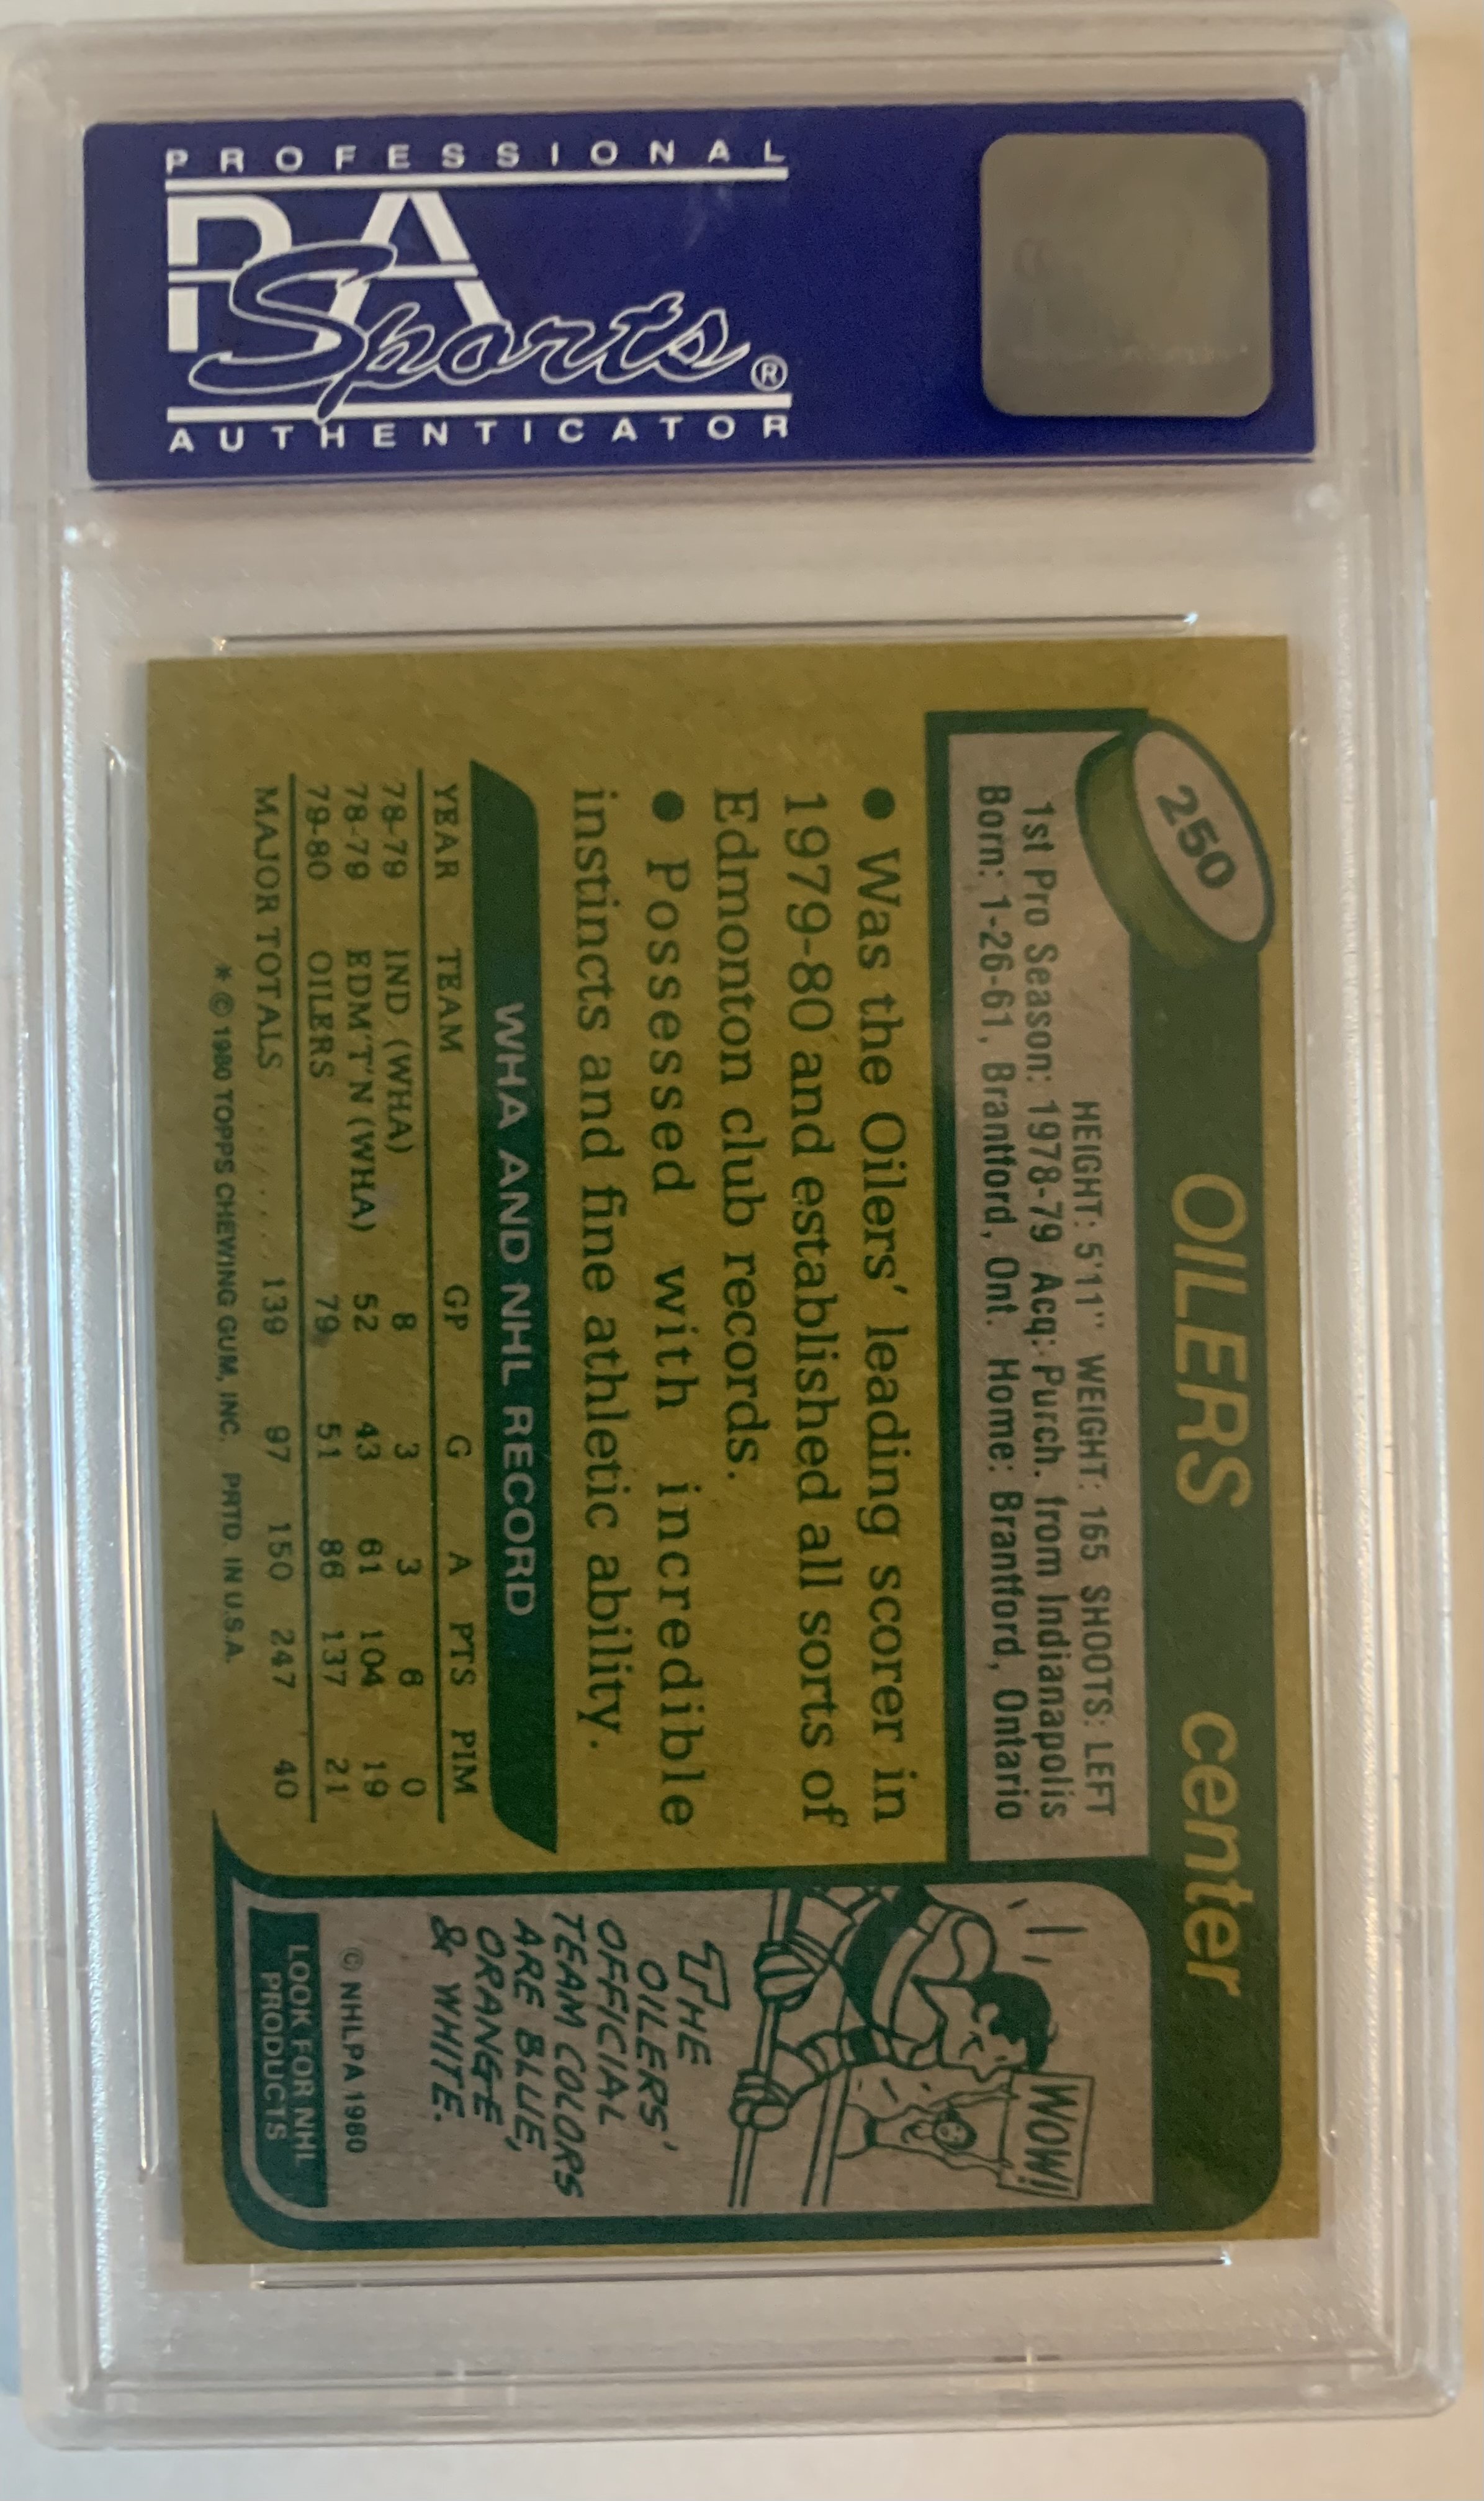 PROFESSIONAL
PSA
Sports®
AUTHENTICATOR
250
OILERS center
HEIGHT: 5'11" WEIGHT: 165 SHOOTS: LEFT
1st Pro Season: 1978-79 Acq: Purch. from Indianapolis
Born: 1-26-61, Brantford, Ont. Home: Brantford, Ontario
● Was the Oilers' leading scorer in
1979-80 and established all sorts of
Edmonton club records.
● Possessed with incredible
instincts and fine athletic ability.
WHA AND NHL RECORD
YEAR TEAM GP G A PTS PIM
78-79 IND (WHA) 8 3 3 6 0
78-79 EDM'T'N (WHA) 52 43 61 104 19
79-80 OILERS 79 51 86 137 21
MAJOR TOTALS ........ 139 97 150 247 40
* © 1980 TOPPS CHEWING GUM, INC. PRTD. IN U.S.A.
WOW!
THE
OILERS'
OFFICIAL
TEAM COLORS
ARE BLUE,
ORANGE
& WHITE.
© NHLPA 1980
LOOK FOR NHL
PRODUCTS